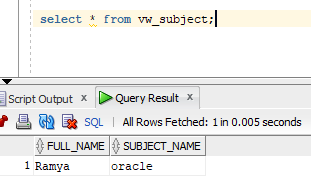 select * from vw_subject;
Script Output x Query Result x
SQL | All Rows Fetched: 1 in 0.005 seconds
FULL_NAME SUBJECT_NAME
1 Ramya oracle